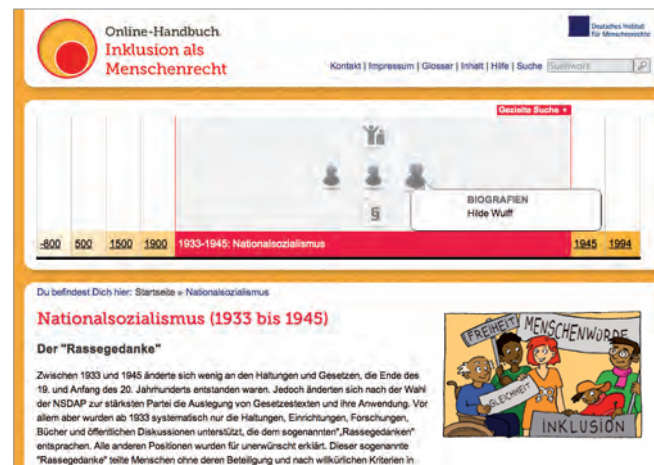 Online-Handbuch
Inklusion als
Menschenrecht
Deutsches Institut
für Menschenrechte
Kontakt | Impressum | Glossar | Inhalt | Hilfe | Suche Suchwort
Gezielte Suche
BIOGRAFIEN
Hilde Wulff
§
-800 500 1500 1900 1933-1945: Nationalsozialismus 1945 1994
Du befindest Dich hier: Startseite » Nationalsozialismus
Nationalsozialismus (1933 bis 1945)
Der "Rassegedanke"
Zwischen 1933 und 1945 änderte sich wenig an den Haltungen und Gesetzen, die Ende des
19. und Anfang des 20. Jahrhunderts entstanden waren. Jedoch änderten sich nach der Wahl
der NSDAP zur stärksten Partei die Auslegung von Gesetzestexten und ihre Anwendung. Vor
allem aber wurden ab 1933 systematisch nur die Haltungen, Einrichtungen, Forschungen,
Bücher und öffentlichen Diskussionen unterstützt, die dem sogenannten"„Rassegedanken"
entsprachen. Alle anderen Positionen wurden für unerwünscht erklärt. Dieser sogenannte
"Rassegedanke" teilte Menschen ohne deren Beteiligung und nach willkürlichen Kriterien in
FREIHEIT
MENSCHENWÜRDE
GLEICHHEIT
INKLUSION